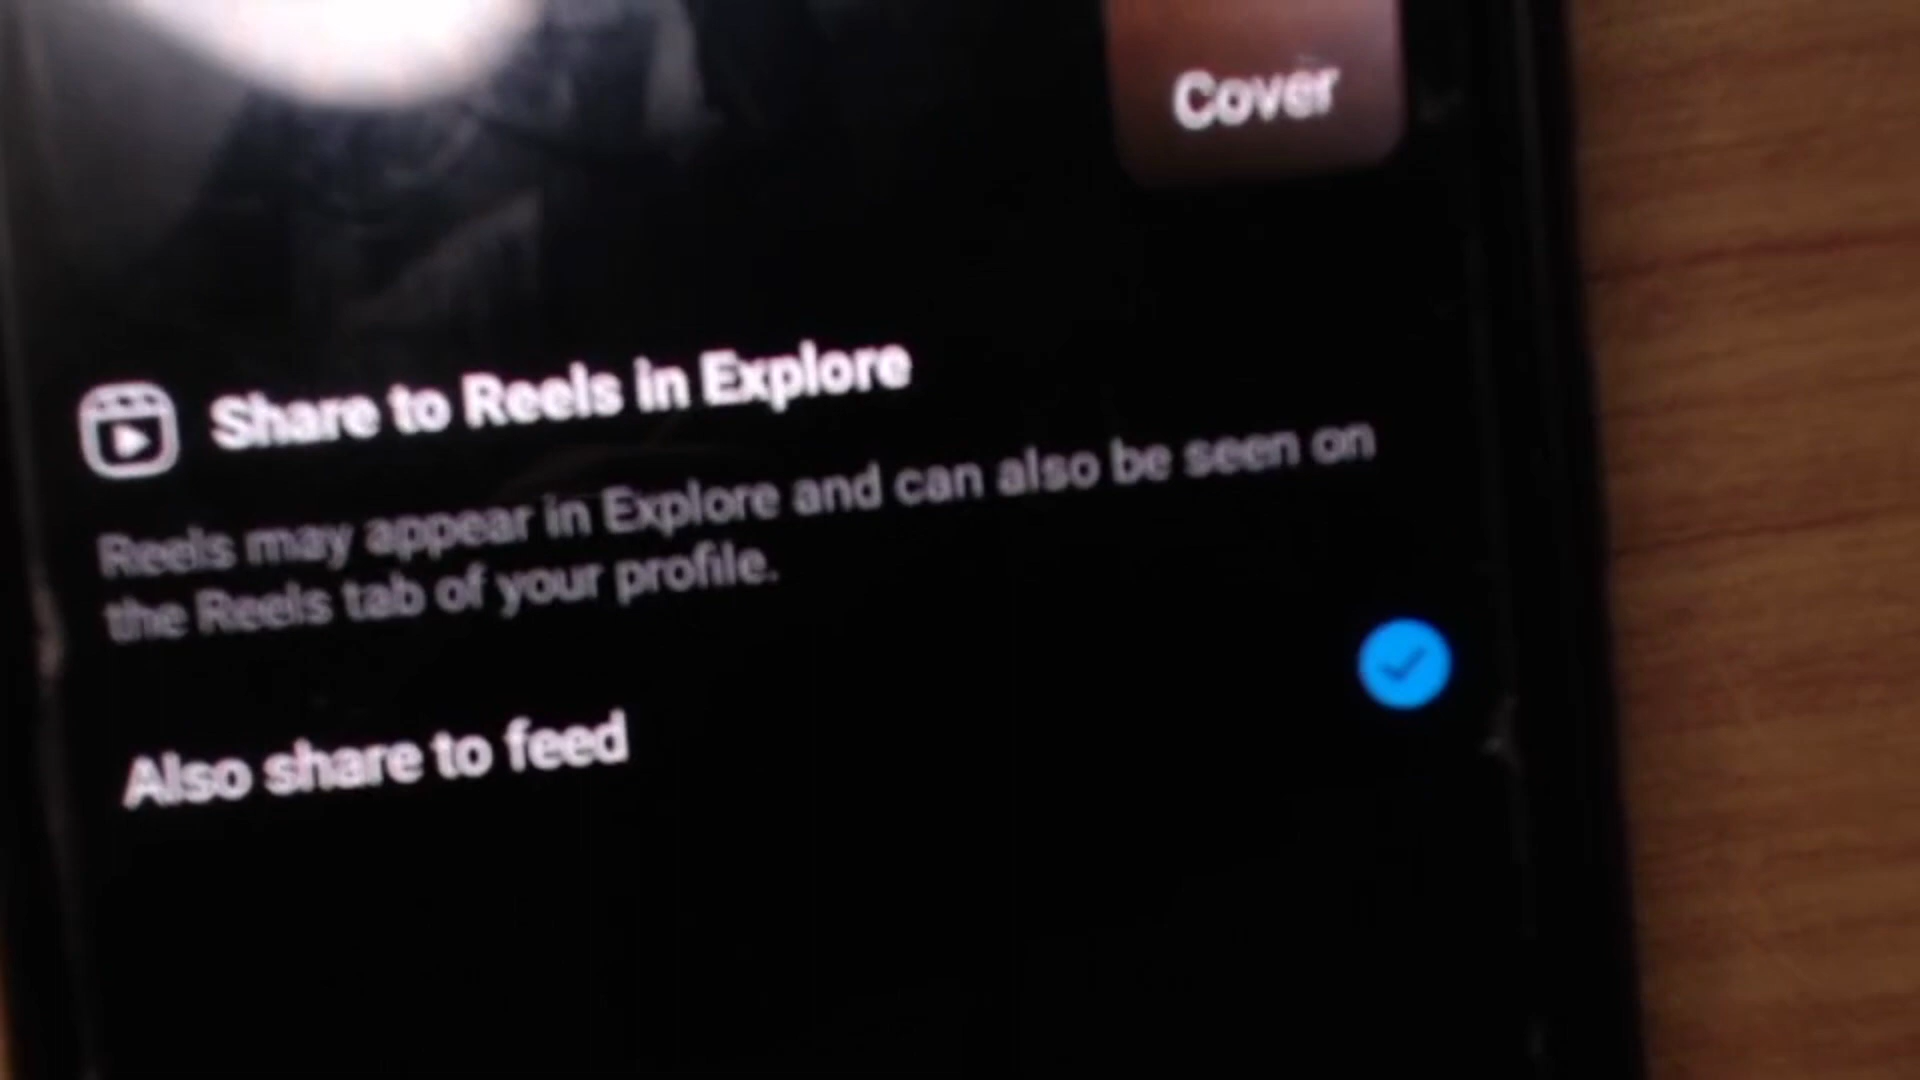 Cover
Share to Reels in Explore
Reels may appear in Explore and can also be seen on
the Reels tab of your profile.
Also share to feed